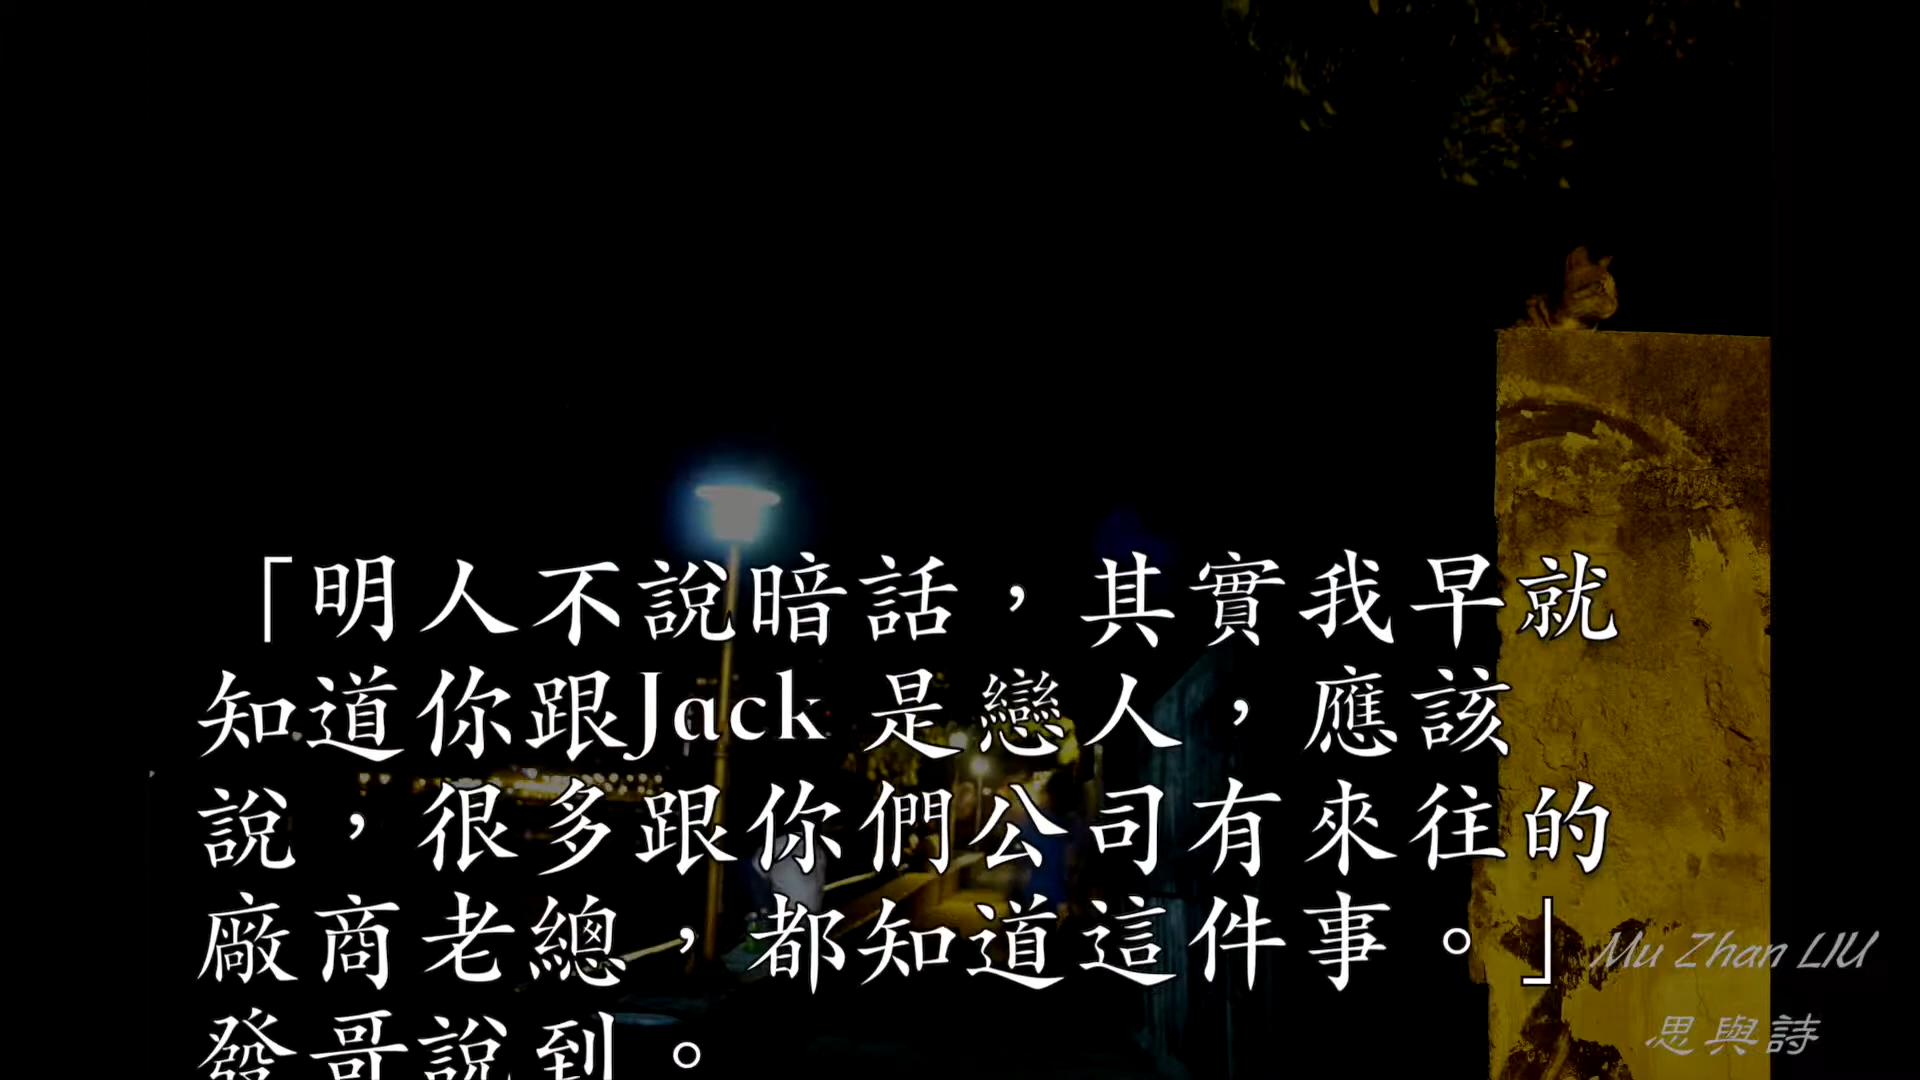 「明人不說暗話，其實我早就
知道你跟Jack 是戀人，應該
說，很多跟你們公司有來往的
廠商老總，都知道這件事。」
發哥說到。
Mu Zhan LIU
思與詩